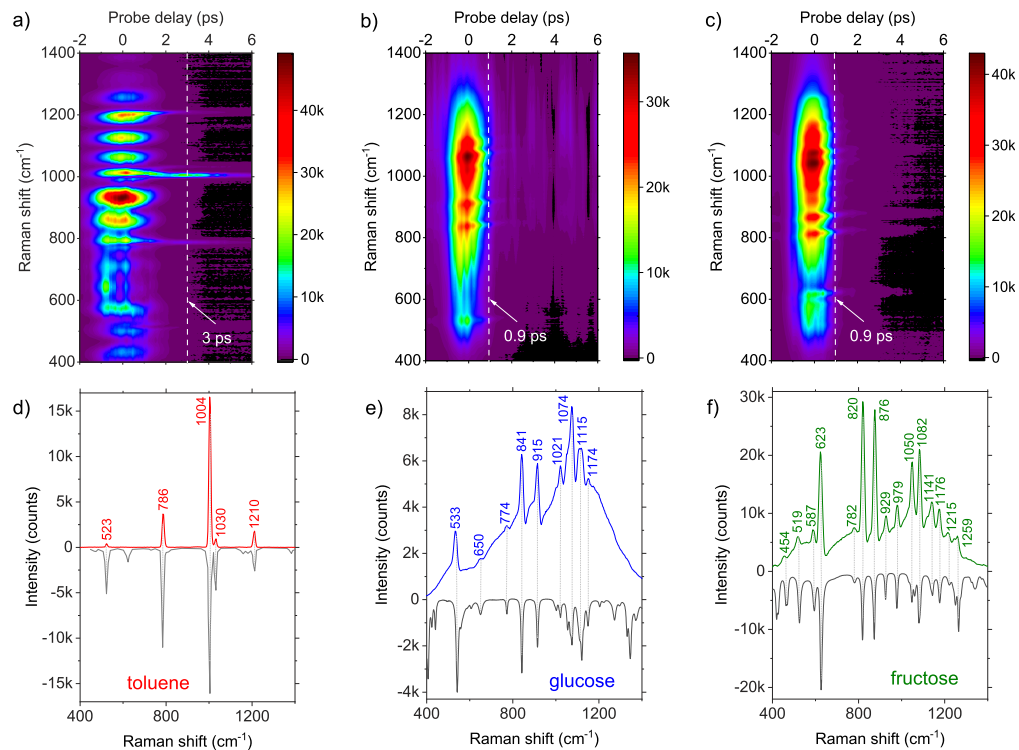 a)
Probe delay (ps)
-2 0 2 4 6
Raman shift (cm-1)
1400
1200
1000
800
600
400
3 ps
40k
30k
20k
10k
0
b)
Probe delay (ps)
-2 0 2 4 6
Raman shift (cm-1)
1400
1200
1000
800
600
400
0.9 ps
30k
20k
10k
0
c)
Probe delay (ps)
-2 0 2 4 6
Raman shift (cm-1)
1400
1200
1000
800
600
400
0.9 ps
40k
30k
20k
10k
0
d)
Intensity (counts)
15k
10k
5k
0
-5k
-10k
-15k
523
786
1004
1030
1210
toluene
400 800 1200
Raman shift (cm-1)
e)
Intensity (counts)
8k
6k
4k
2k
0
-2k
-4k
533
650
774
841
915
1021
1074
1115
1174
glucose
400 800 1200
Raman shift (cm-1)
f)
Intensity (counts)
30k
20k
10k
0
-10k
-20k
454
519
587
623
782
820
876
929
979
1050
1082
1141
1176
1215
1259
fructose
400 800 1200
Raman shift (cm-1)